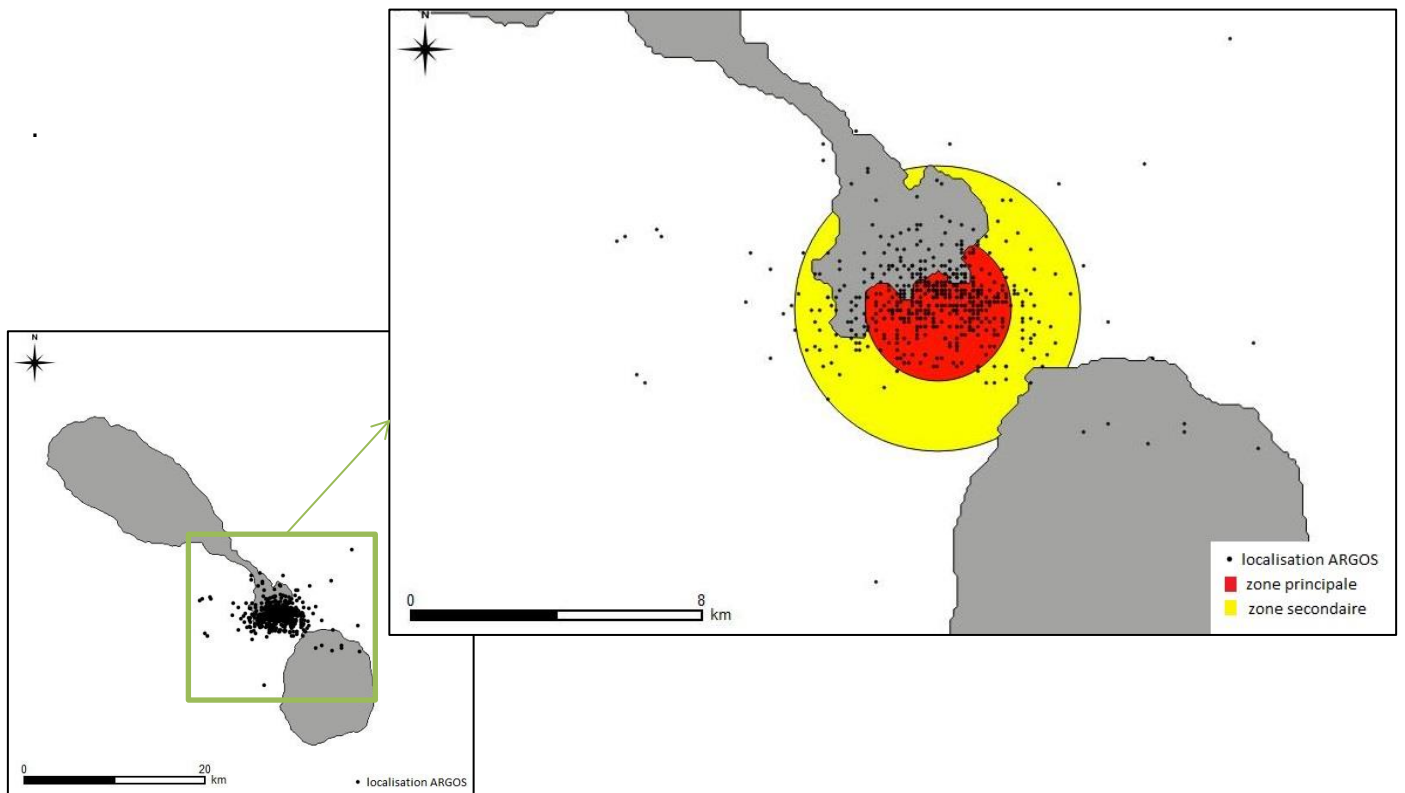 N
localisation ARGOS
zone principale
zone secondaire
0 8
km
N
0 20
km
localisation ARGOS